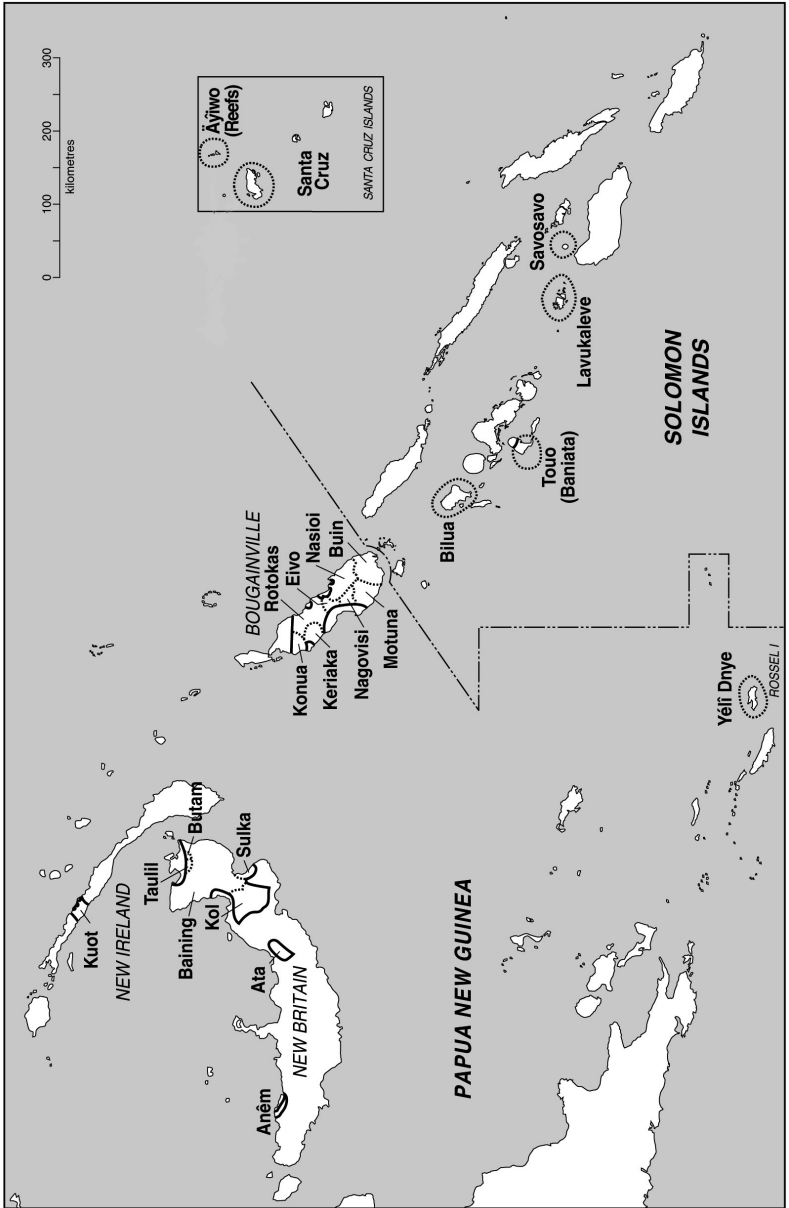 Kuot
NEW IRELAND
Taulil
Butam
Baining
Kol
Sulka
Ata
NEW BRITAIN
Anêm
PAPUA NEW GUINEA
BOUGAINVILLE
Rotokas
Eivo
Nasioi
Buin
Konua
Keriaka
Nagovisi
Motuna
Yélî Dnye
ROSSEL I
Bilua
Touo
(Baniata)
Lavukaleve
Savosavo
SOLOMON
ISLANDS
0 100 200 300
kilometres
Äŷiwo
(Reefs)
Santa
Cruz
SANTA CRUZ ISLANDS